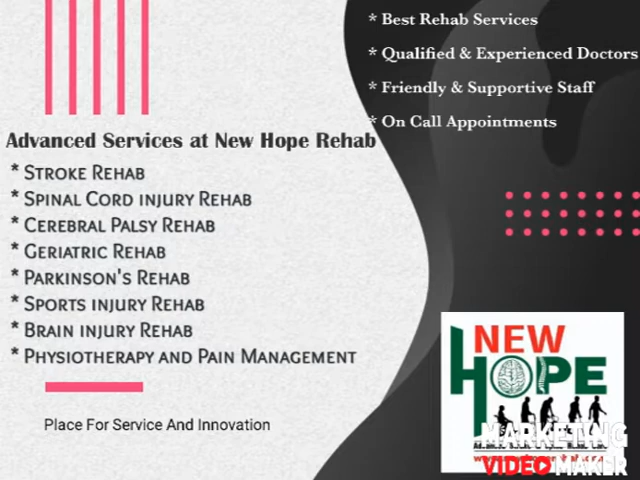 * Best Rehab Services
* Qualified & Experienced Doctors
* Friendly & Supportive Staff
* On Call Appointments
Advanced Services at New Hope Rehab
* STROKE REHAB
* SPINAL CORD INJURY REHAB
* CEREBRAL PALSY REHAB
* GERIATRIC REHAB
* PARKINSON'S REHAB
* SPORTS INJURY REHAB
* BRAIN INJURY REHAB
* PHYSIOTHERAPY AND PAIN MANAGEMENT
Place For Service And Innovation
NEW
HOPE
MARKETING
VIDEO MAKER